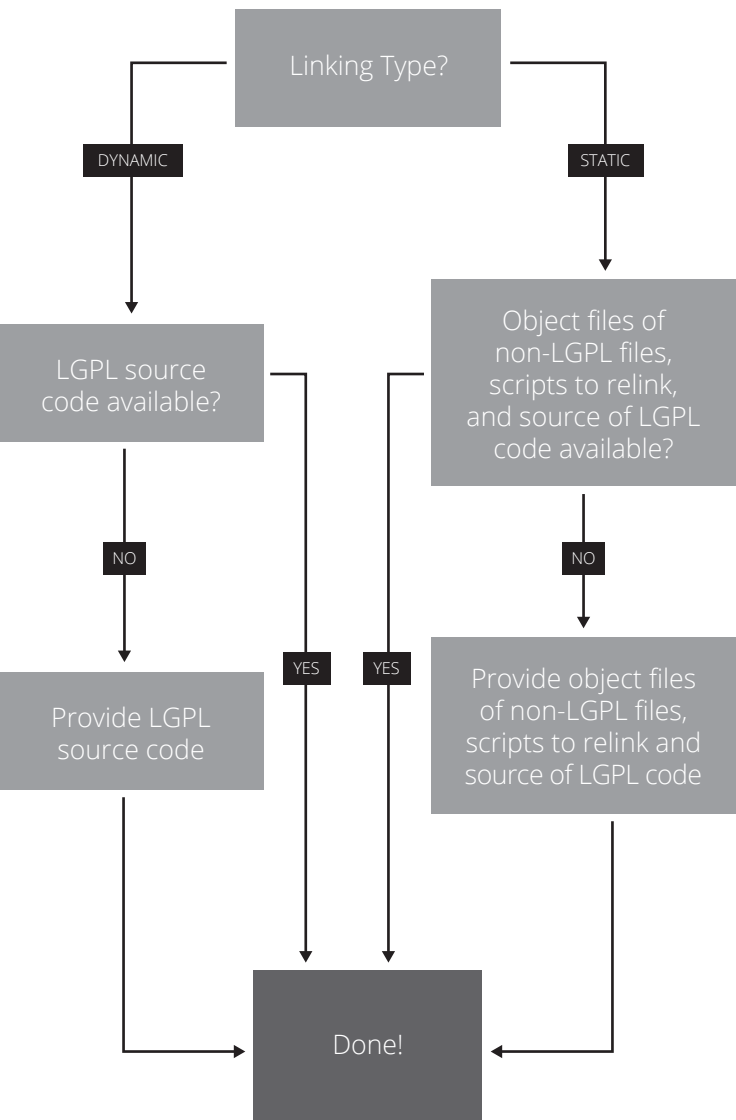 Linking Type?
DYNAMIC
STATIC
LGPL source
code available?
Object files of
non-LGPL files,
scripts to relink,
and source of LGPL
code available?
NO
NO
YES
YES
Provide LGPL
source code
Provide object files
of non-LGPL files,
scripts to relink and
source of LGPL code
Done!